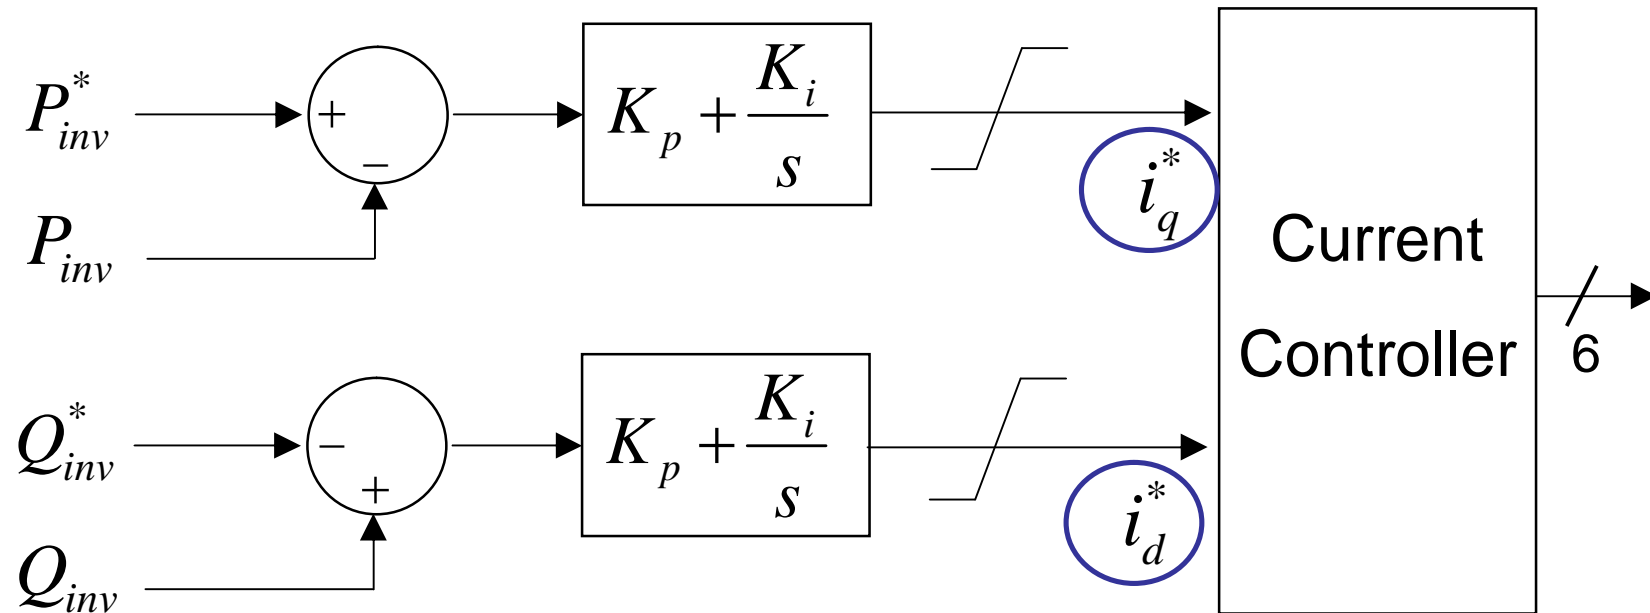 P*inv
+
−
Pinv
Kp + Ki/s
i*q
Q*inv
−
+
Qinv
Kp + Ki/s
i*d
Current
Controller
6